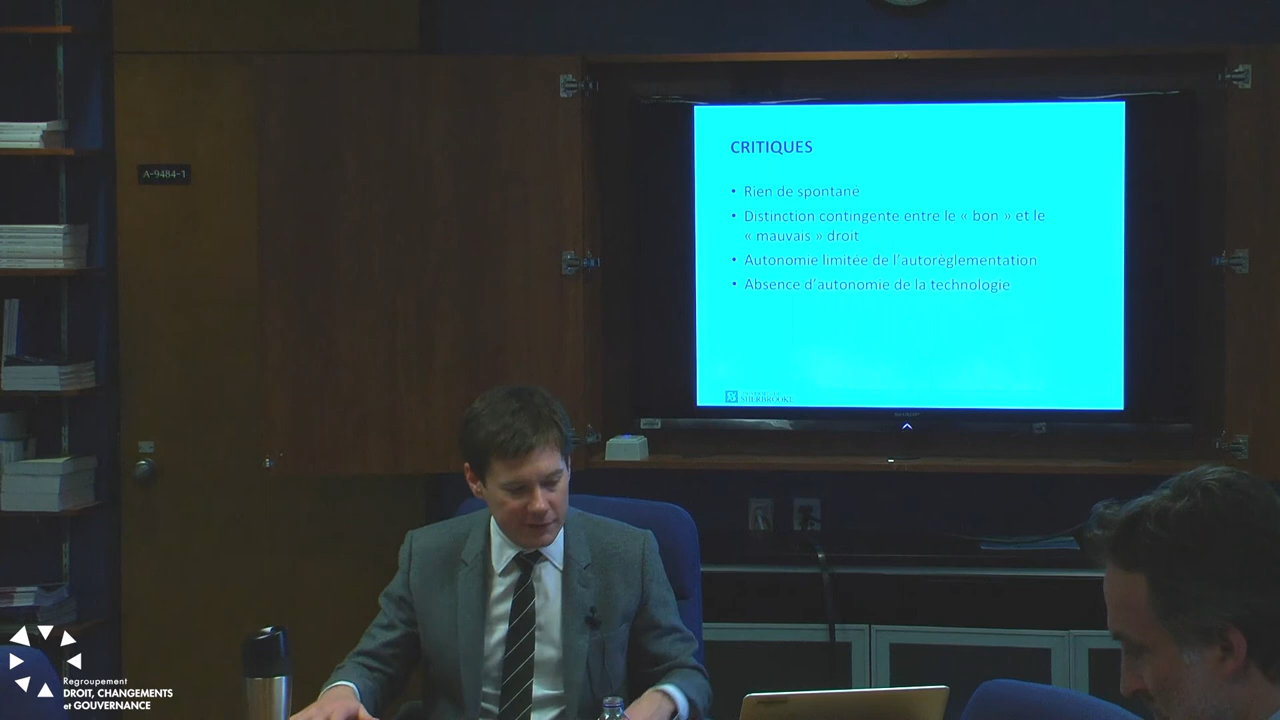 A-9484-1
CRITIQUES
• Rien de spontané
• Distinction contingente entre le « bon » et le
« mauvais » droit
• Autonomie limitée de l'autoréglementation
• Absence d'autonomie de la technologie
SHERBROOKE
Regroupement
DROIT, CHANGEMENTS
et GOUVERNANCE